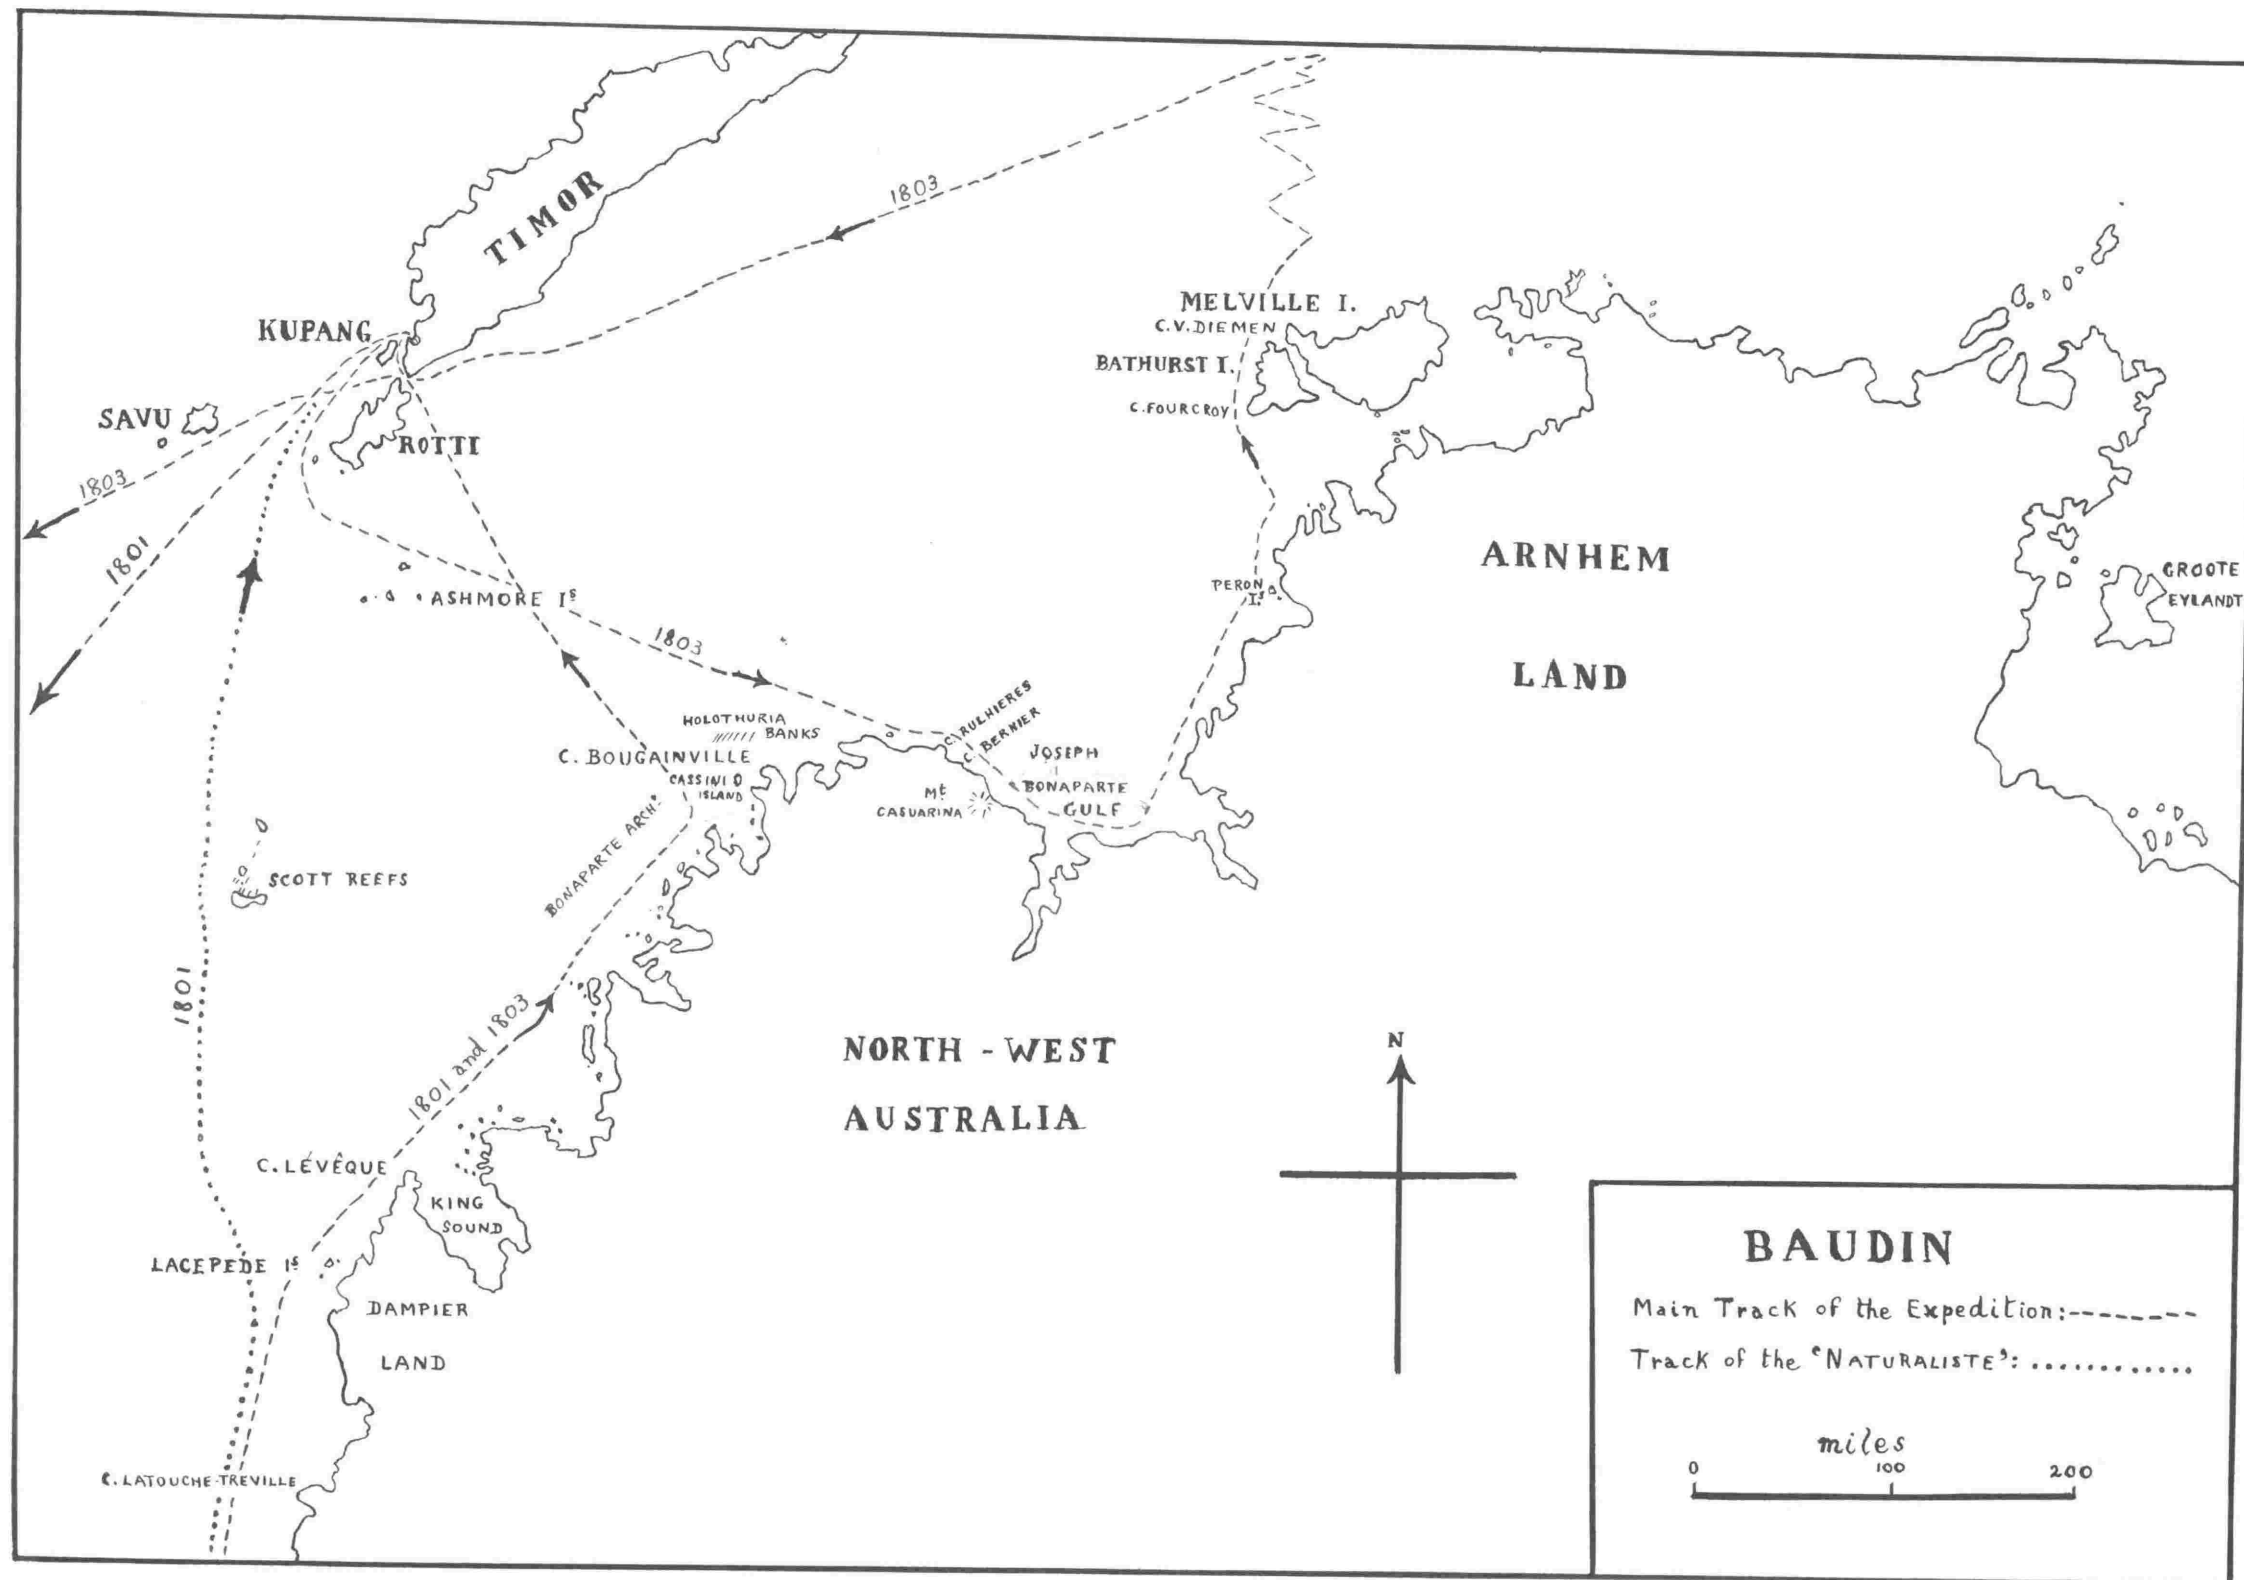 TIMOR
1803
KUPANG
MELVILLE I.
C.V.DIEMEN
BATHURST I.
C. FOURCROY
SAVU
ROTTI
1803
1801
ARNHEM
LAND
GROOTE
EYLANDT
PERON
Iˢ
ASHMORE Iˢ
1803
HOLOTHURIA
BANKS
C. RULHIERES
C. BERNIER
C. BOUGAINVILLE
CASSINI
ISLAND
JOSEPH
BONAPARTE
GULF
Mt
CASUARINA
BONAPARTE ARCH.
SCOTT REEFS
1801
1801 and 1803
NORTH - WEST
AUSTRALIA
N
C. LÉVÊQUE
KING
SOUND
LACEPEDE Iˢ
DAMPIER
LAND
C. LATOUCHE-TREVILLE
BAUDIN
Main Track of the Expedition:--------
Track of the ‘NATURALISTE’: ............
miles
0 100 200